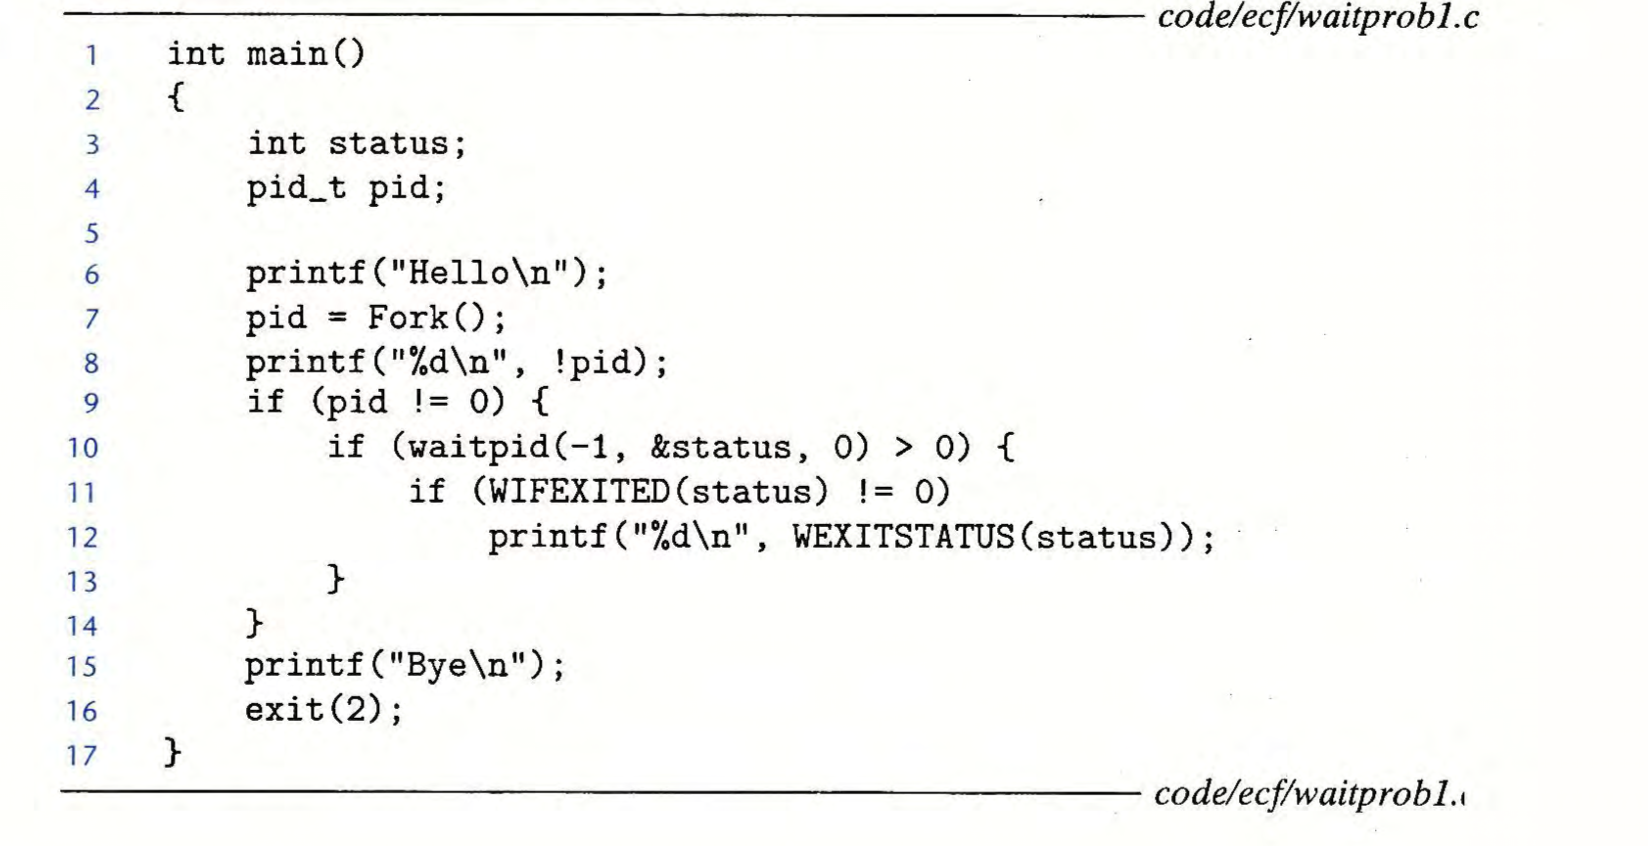 code/ecf/waitprob1.c
1 int main()
2 {
3 int status;
4 pid_t pid;
5
6 printf("Hello\n");
7 pid = Fork();
8 printf("%d\n", !pid);
9 if (pid != 0) {
10 if (waitpid(-1, &status, 0) > 0) {
11 if (WIFEXITED(status) != 0)
12 printf("%d\n", WEXITSTATUS(status));
13 }
14 }
15 printf("Bye\n");
16 exit(2);
17 }
code/ecf/waitprob1.